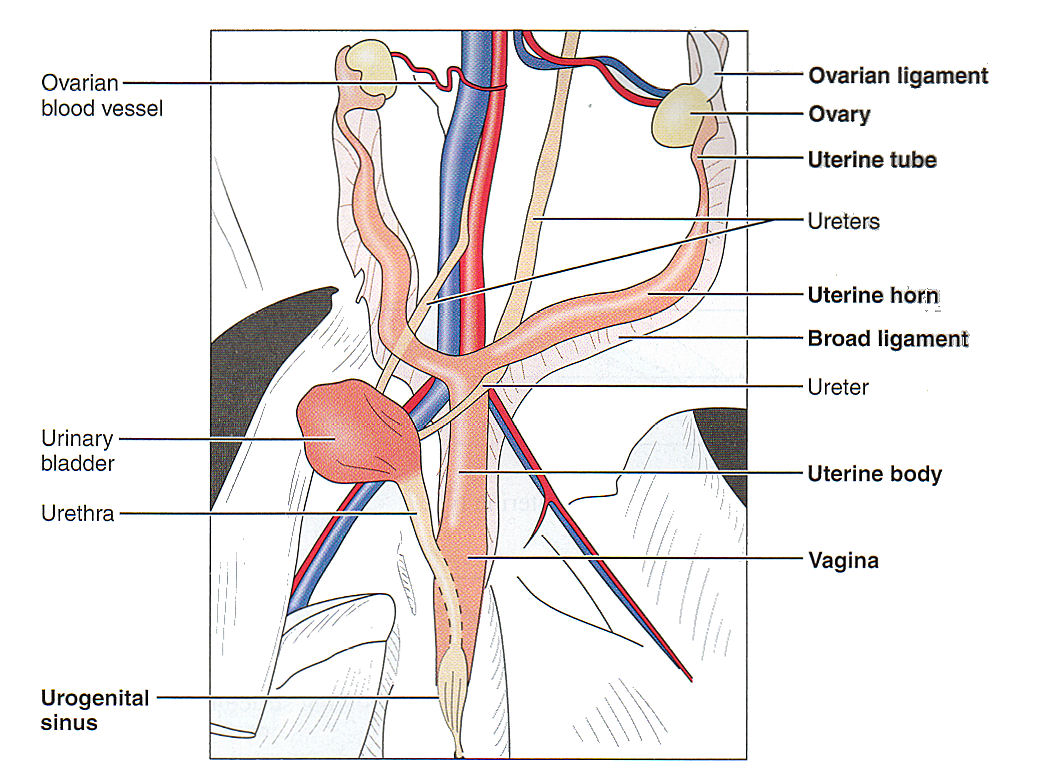 Ovarian
blood vessel
Ovarian ligament
Ovary
Uterine tube
Ureters
Uterine horn
Broad ligament
Ureter
Urinary
bladder
Uterine body
Urethra
Vagina
Urogenital
sinus